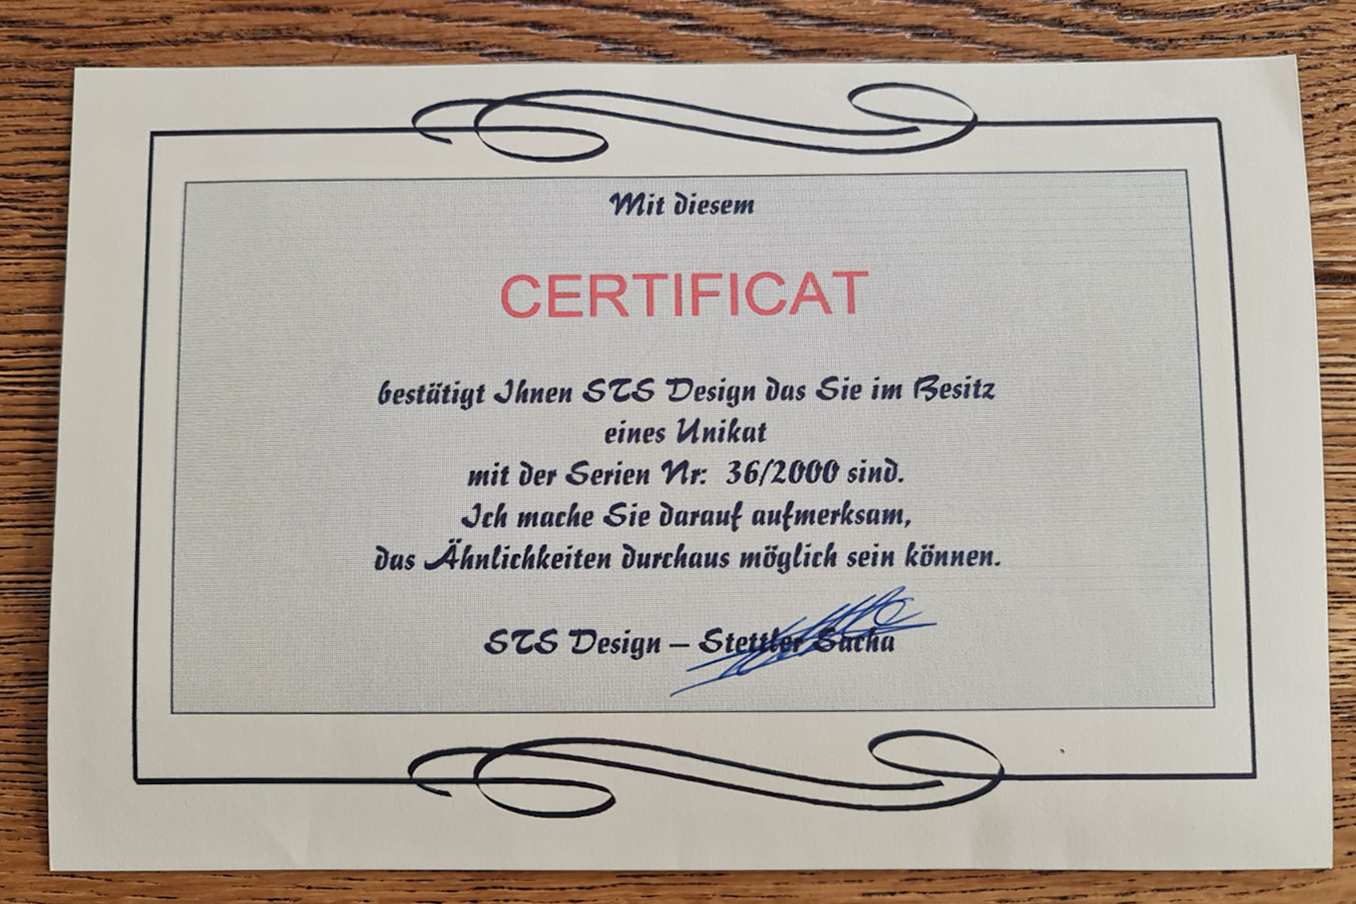 Mit diesem
CERTIFICAT
bestätigt Ihnen STS Design das Sie im Besitz
eines Unikat
mit der Serien Nr: 36/2000 sind.
Ich mache Sie darauf aufmerksam,
das Ähnlichkeiten durchaus möglich sein können.
STS Design – Stettler Sacha